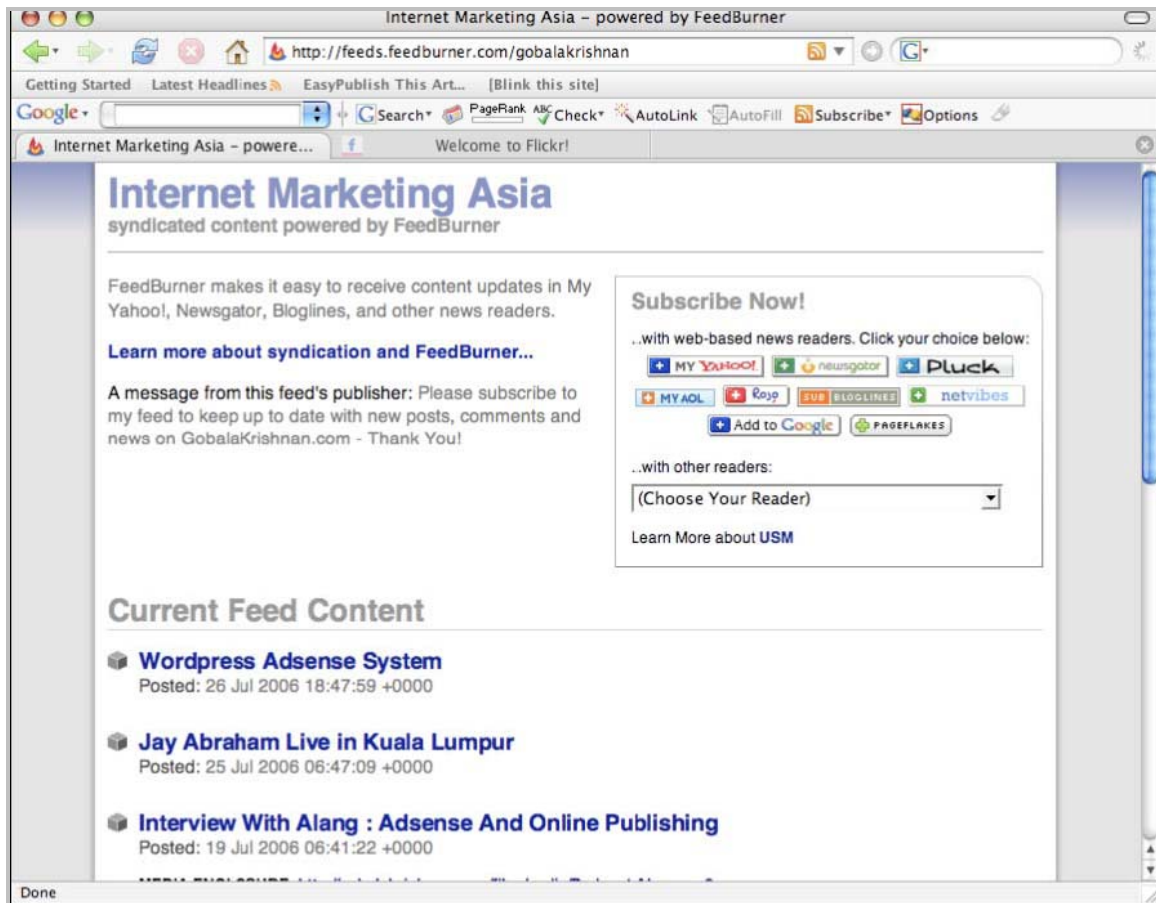 Internet Marketing Asia – powered by FeedBurner
http://feeds.feedburner.com/gobalakrishnan G
Getting Started Latest Headlines EasyPublish This Art... [Blink this site]
Google G Search PageRank ABC Check AutoLink AutoFill Subscribe Options
Internet Marketing Asia – powere... f Welcome to Flickr!
Internet Marketing Asia
syndicated content powered by FeedBurner
FeedBurner makes it easy to receive content updates in My
Yahoo!, Newsgator, Bloglines, and other news readers.
Learn more about syndication and FeedBurner...
A message from this feed's publisher: Please subscribe to
my feed to keep up to date with new posts, comments and
news on GobalaKrishnan.com - Thank You!
Subscribe Now!
..with web-based news readers. Click your choice below:
MY YAHOO! newsgator Pluck
MY AOL Rojo SUB BLOGLINES netvibes
Add to Google PAGEFLAKES
..with other readers:
(Choose Your Reader)
Learn More about USM
Current Feed Content
Wordpress Adsense System
Posted: 26 Jul 2006 18:47:59 +0000
Jay Abraham Live in Kuala Lumpur
Posted: 25 Jul 2006 06:47:09 +0000
Interview With Alang : Adsense And Online Publishing
Posted: 19 Jul 2006 06:41:22 +0000
MEDIA ENCLOSURE:
Done